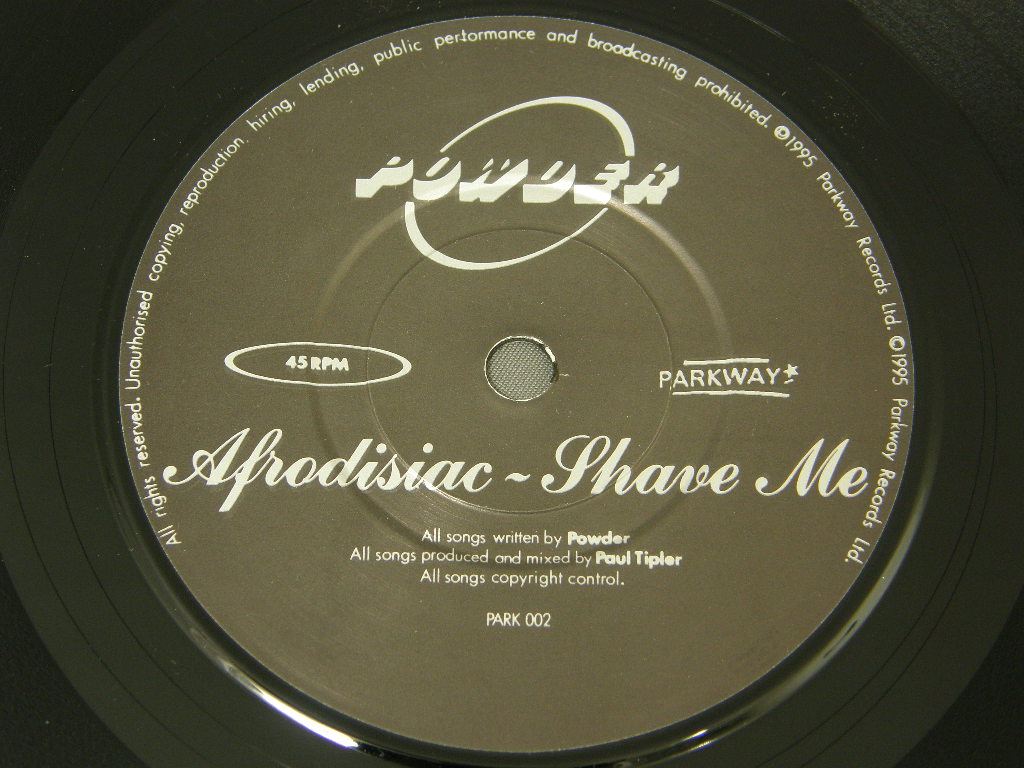 All rights reserved. Unauthorised copying, reproduction, hiring, lending, public performance and broadcasting prohibited. ©1995 Parkway Records Ltd. ©1995 Parkway Records Ltd.
POWDER
45 RPM
PARKWAY
Afrodisiac ~ Shave Me
All songs written by Powder
All songs produced and mixed by Paul Tipler
All songs copyright control.
PARK 002